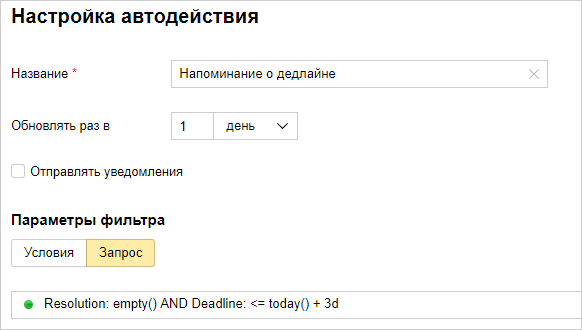 Настройка автодействия
Название * Напоминание о дедлайне
Обновлять раз в 1 день
Отправлять уведомления
Параметры фильтра
Условия Запрос
Resolution: empty() AND Deadline: <= today() + 3d